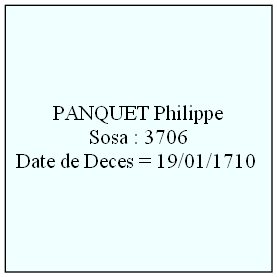 PANQUET Philippe
Sosa : 3706
Date de Deces = 19/01/1710